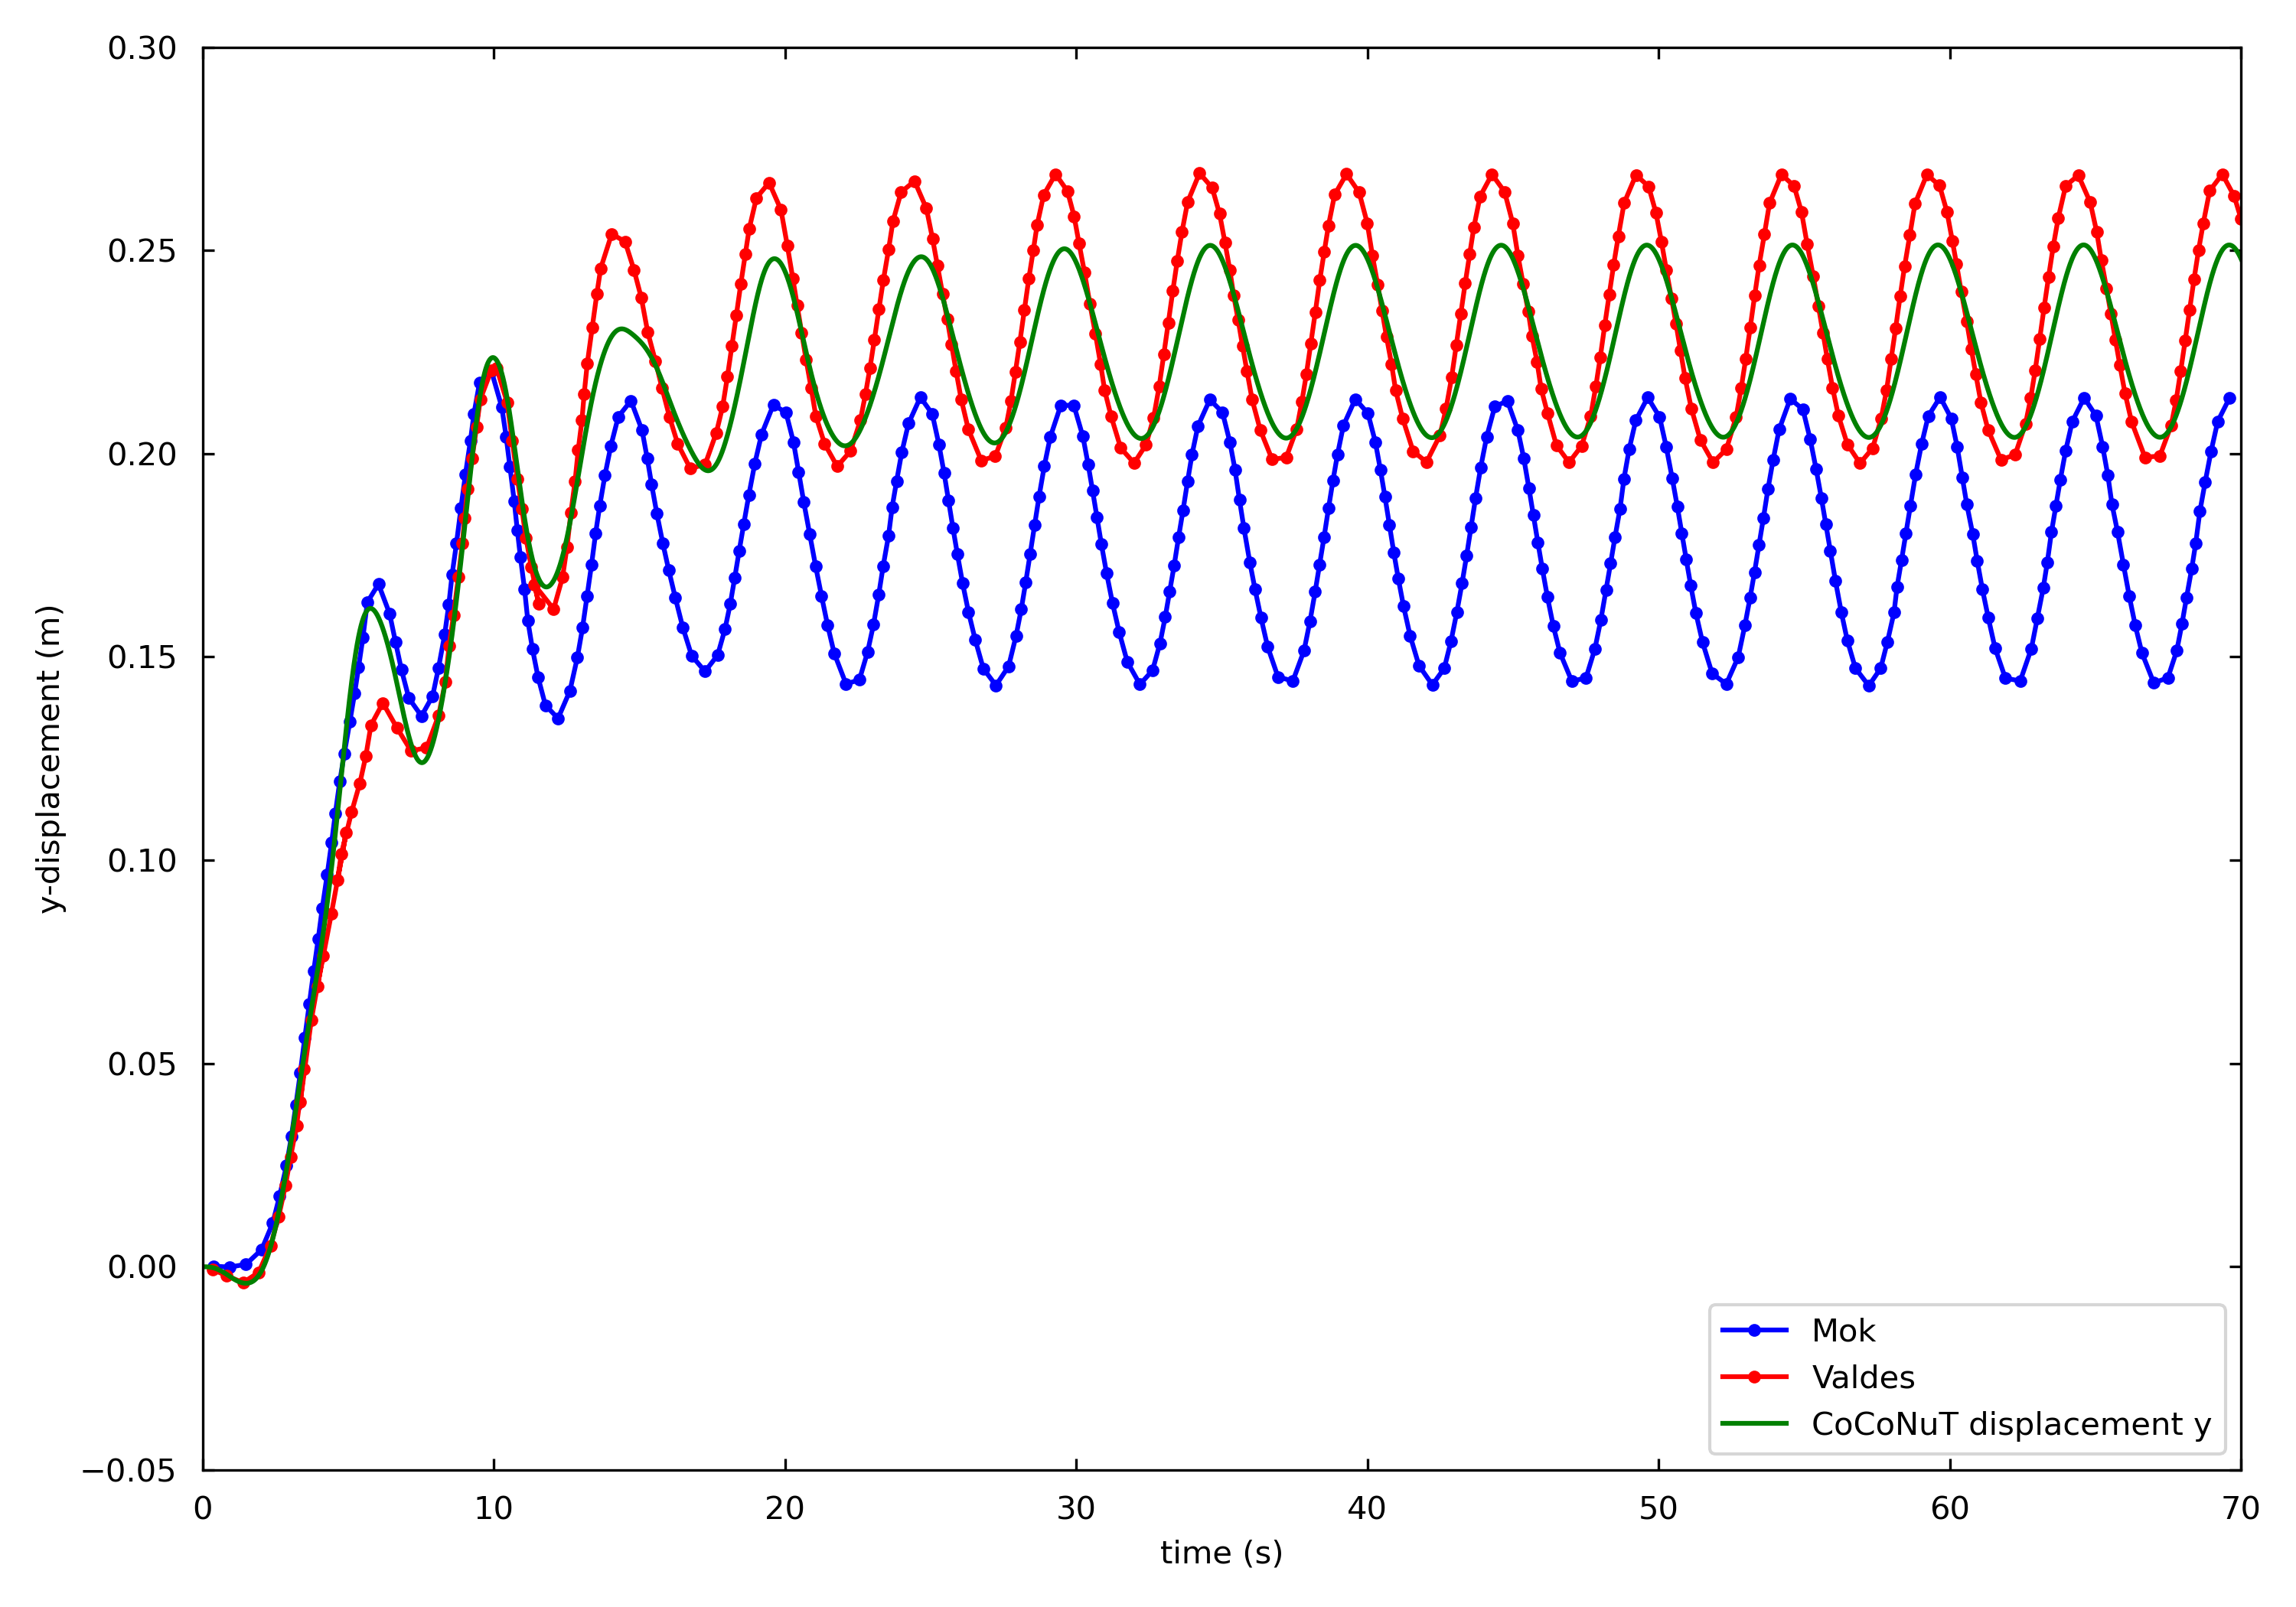 0.30
0.25
0.20
0.15
0.10
0.05
0.00
−0.05
y-displacement (m)
0 10 20 30 40 50 60 70
time (s)
Mok
Valdes
CoCoNuT displacement y